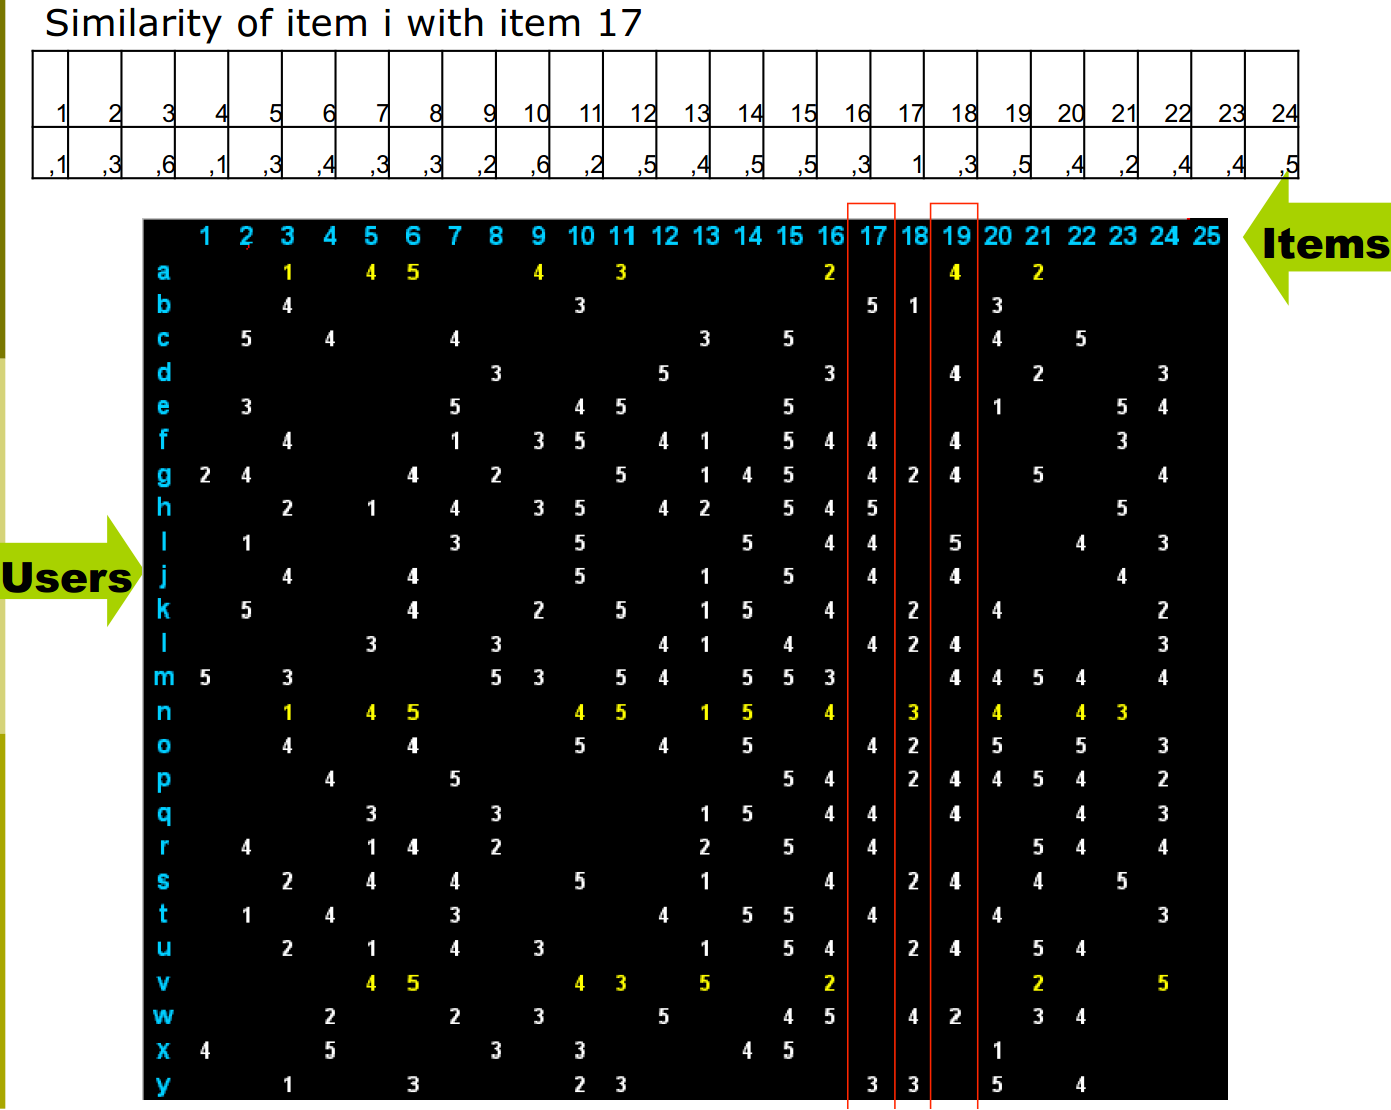 Similarity of item i with item 17
1 2 3 4 5 6 7 8 9 10 11 12 13 14 15 16 17 18 19 20 21 22 23 24
,1 ,3 ,6 ,1 ,3 ,4 ,3 ,3 ,2 ,6 ,2 ,5 ,4 ,5 ,5 ,3 1 ,3 ,5 ,4 ,2 ,4 ,4 ,5
Items
1 2 3 4 5 6 7 8 9 10 11 12 13 14 15 16 17 18 19 20 21 22 23 24 25
a 1 4 5 4 3 2 4 2
b 4 3 5 1 3
c 5 4 4 3 5 4 5
d 3 5 3 4 2 3
e 3 5 4 5 5 1 5 4
f 4 1 3 5 4 1 5 4 4 4 3
g 2 4 4 2 5 1 4 5 4 2 4 5 4
h 2 1 4 3 5 4 2 5 4 5 5
I 1 3 5 5 4 4 5 4 3
Users
j 4 4 5 1 5 4 4 4
k 5 4 2 5 1 5 4 2 4 2
l 3 3 4 1 4 4 2 4 3
m 5 3 5 3 5 4 5 5 3 4 4 5 4 4
n 1 4 5 4 5 1 5 4 3 4 4 3
o 4 4 5 4 5 4 2 5 5 3
p 4 5 5 4 2 4 4 5 4 2
q 3 3 1 5 4 4 4 4 3
r 4 1 4 2 2 5 4 5 4 4
s 2 4 4 5 1 4 2 4 4 5
t 1 4 3 4 5 5 4 4 3
u 2 1 4 3 1 5 4 2 4 5 4
v 4 5 4 3 5 2 2 5
w 2 2 3 5 4 5 4 2 3 4
x 4 5 3 3 4 5 1
y 1 3 2 3 3 3 5 4